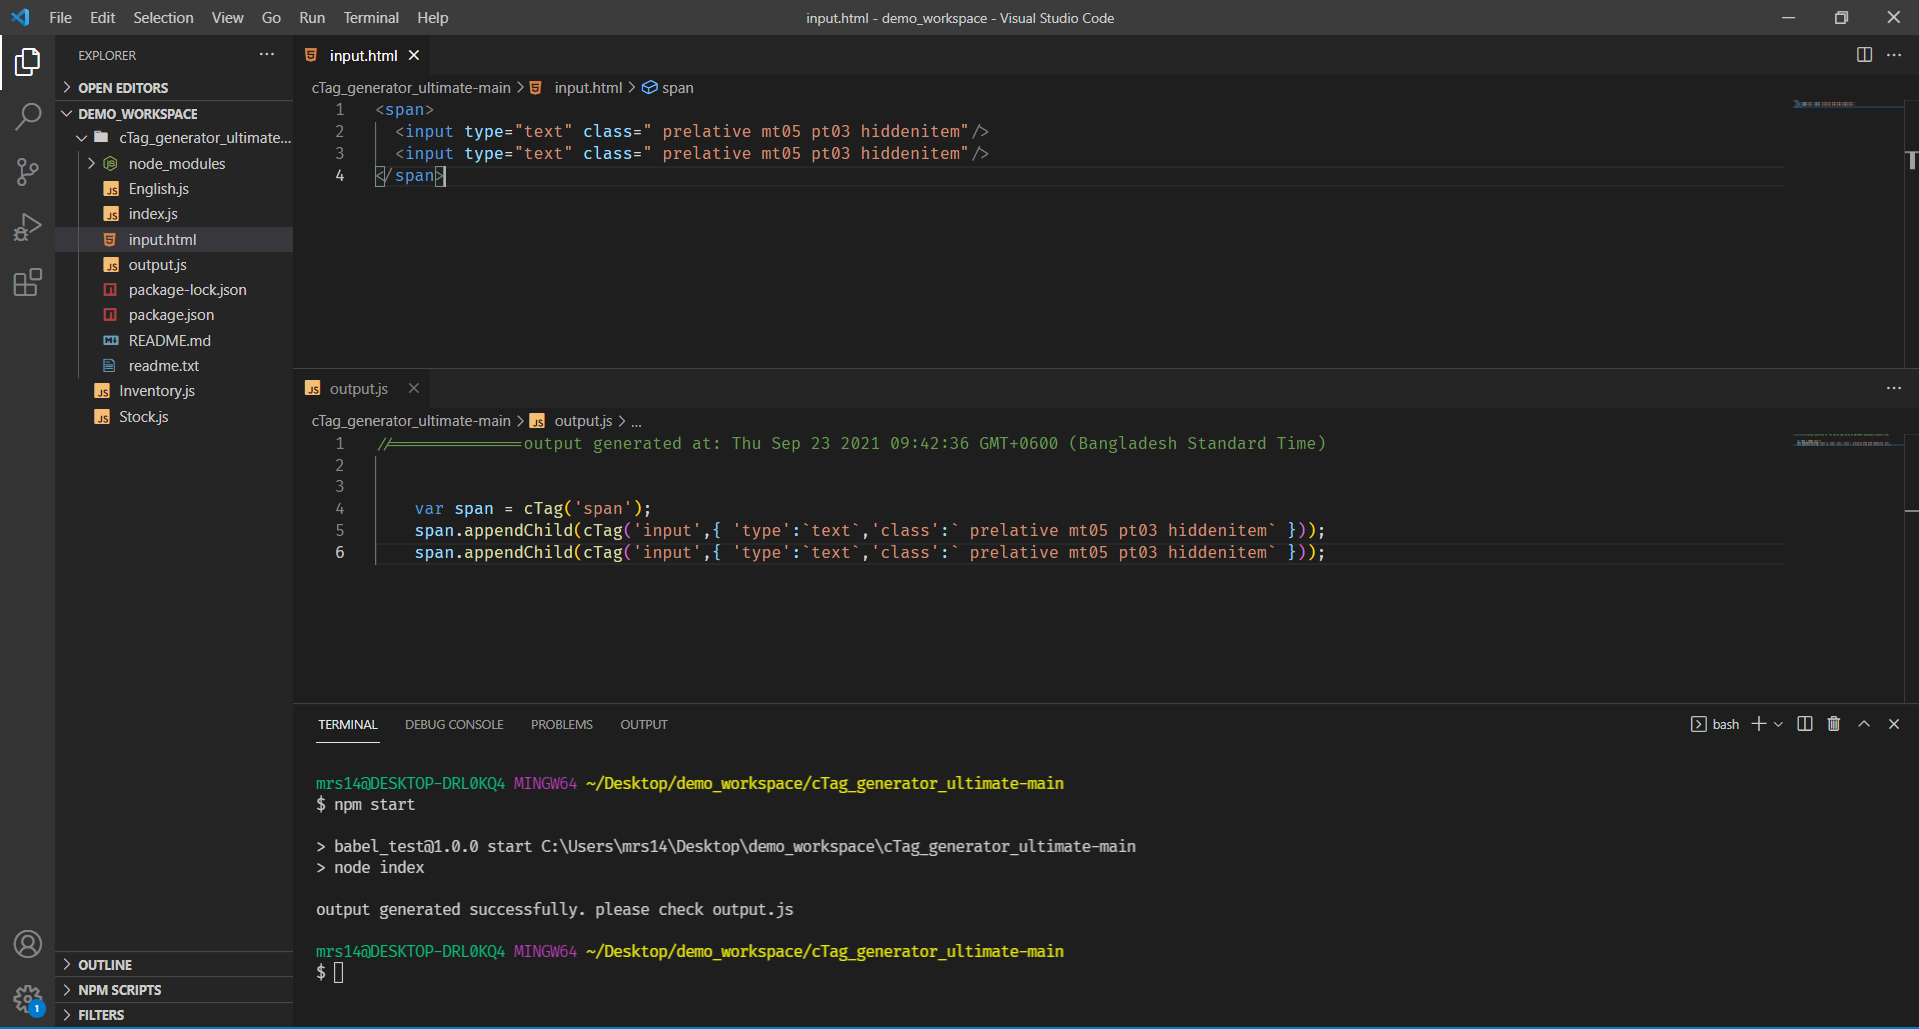 File Edit Selection View Go Run Terminal Help
input.html - demo_workspace - Visual Studio Code
EXPLORER
OPEN EDITORS
DEMO_WORKSPACE
cTag_generator_ultimate...
node_modules
English.js
index.js
input.html
output.js
package-lock.json
package.json
README.md
readme.txt
Inventory.js
Stock.js
OUTLINE
NPM SCRIPTS
FILTERS
1
input.html
cTag_generator_ultimate-main > input.html > span
1 <span>
2   <input type="text" class=" prelative mt05 pt03 hiddenitem"/>
3   <input type="text" class=" prelative mt05 pt03 hiddenitem"/>
4 </span>
output.js
cTag_generator_ultimate-main > output.js > ...
1 //==============output generated at: Thu Sep 23 2021 09:42:36 GMT+0600 (Bangladesh Standard Time)
2
3
4     var span = cTag('span');
5     span.appendChild(cTag('input',{ 'type':`text`,'class':` prelative mt05 pt03 hiddenitem` }));
6     span.appendChild(cTag('input',{ 'type':`text`,'class':` prelative mt05 pt03 hiddenitem` }));
TERMINAL DEBUG CONSOLE PROBLEMS OUTPUT
bash
mrs14@DESKTOP-DRL0KQ4 MINGW64 ~/Desktop/demo_workspace/cTag_generator_ultimate-main
$ npm start
> babel_test@1.0.0 start C:\Users\mrs14\Desktop\demo_workspace\cTag_generator_ultimate-main
> node index
output generated successfully. please check output.js
mrs14@DESKTOP-DRL0KQ4 MINGW64 ~/Desktop/demo_workspace/cTag_generator_ultimate-main
$